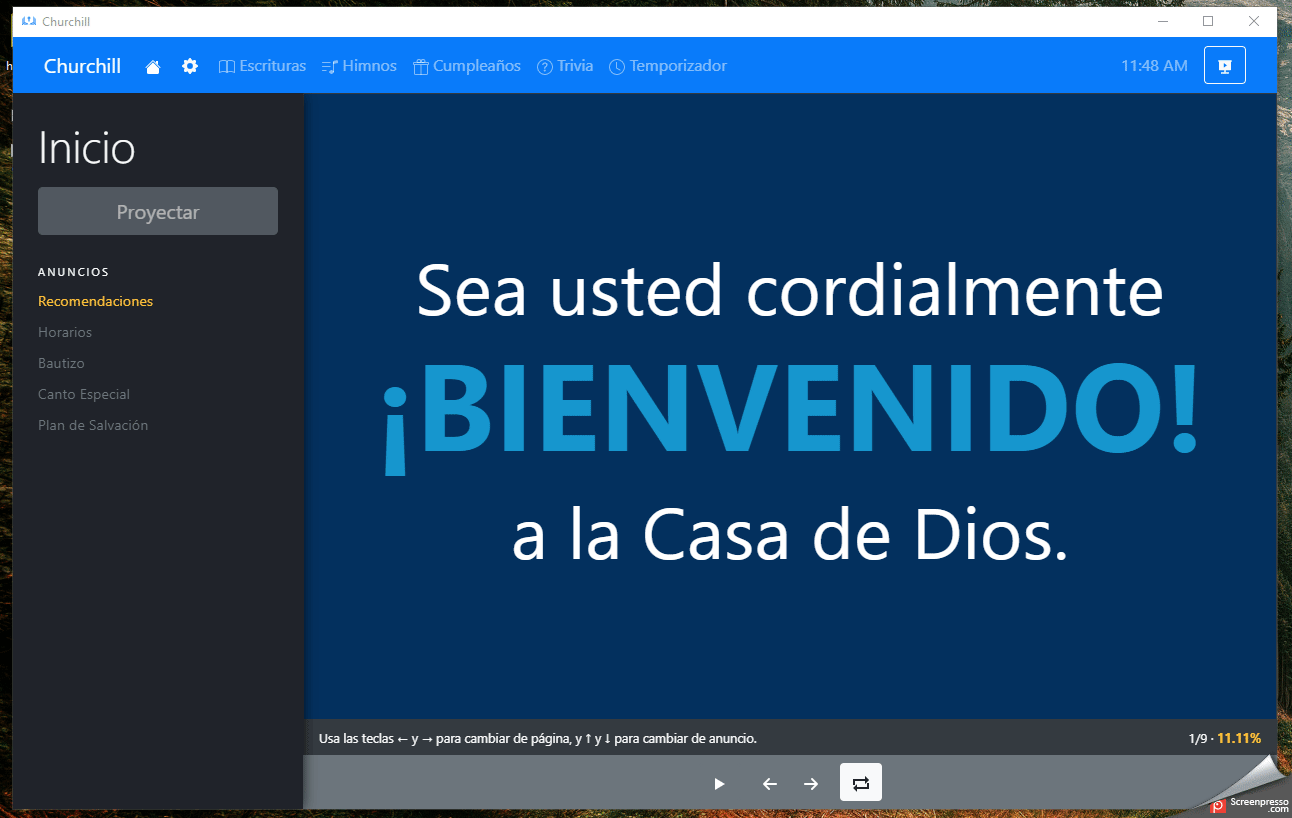 Churchill
Churchill Escrituras Himnos Cumpleaños Trivia Temporizador 11:48 AM
h
Inicio
Proyectar
ANUNCIOS
Recomendaciones
Horarios
Bautizo
Canto Especial
Plan de Salvación
Sea usted cordialmente
¡BIENVENIDO!
a la Casa de Dios.
Usa las teclas ← y → para cambiar de página, y ↑ y ↓ para cambiar de anuncio. 1/9 · 11.11%
Screenpresso
.com